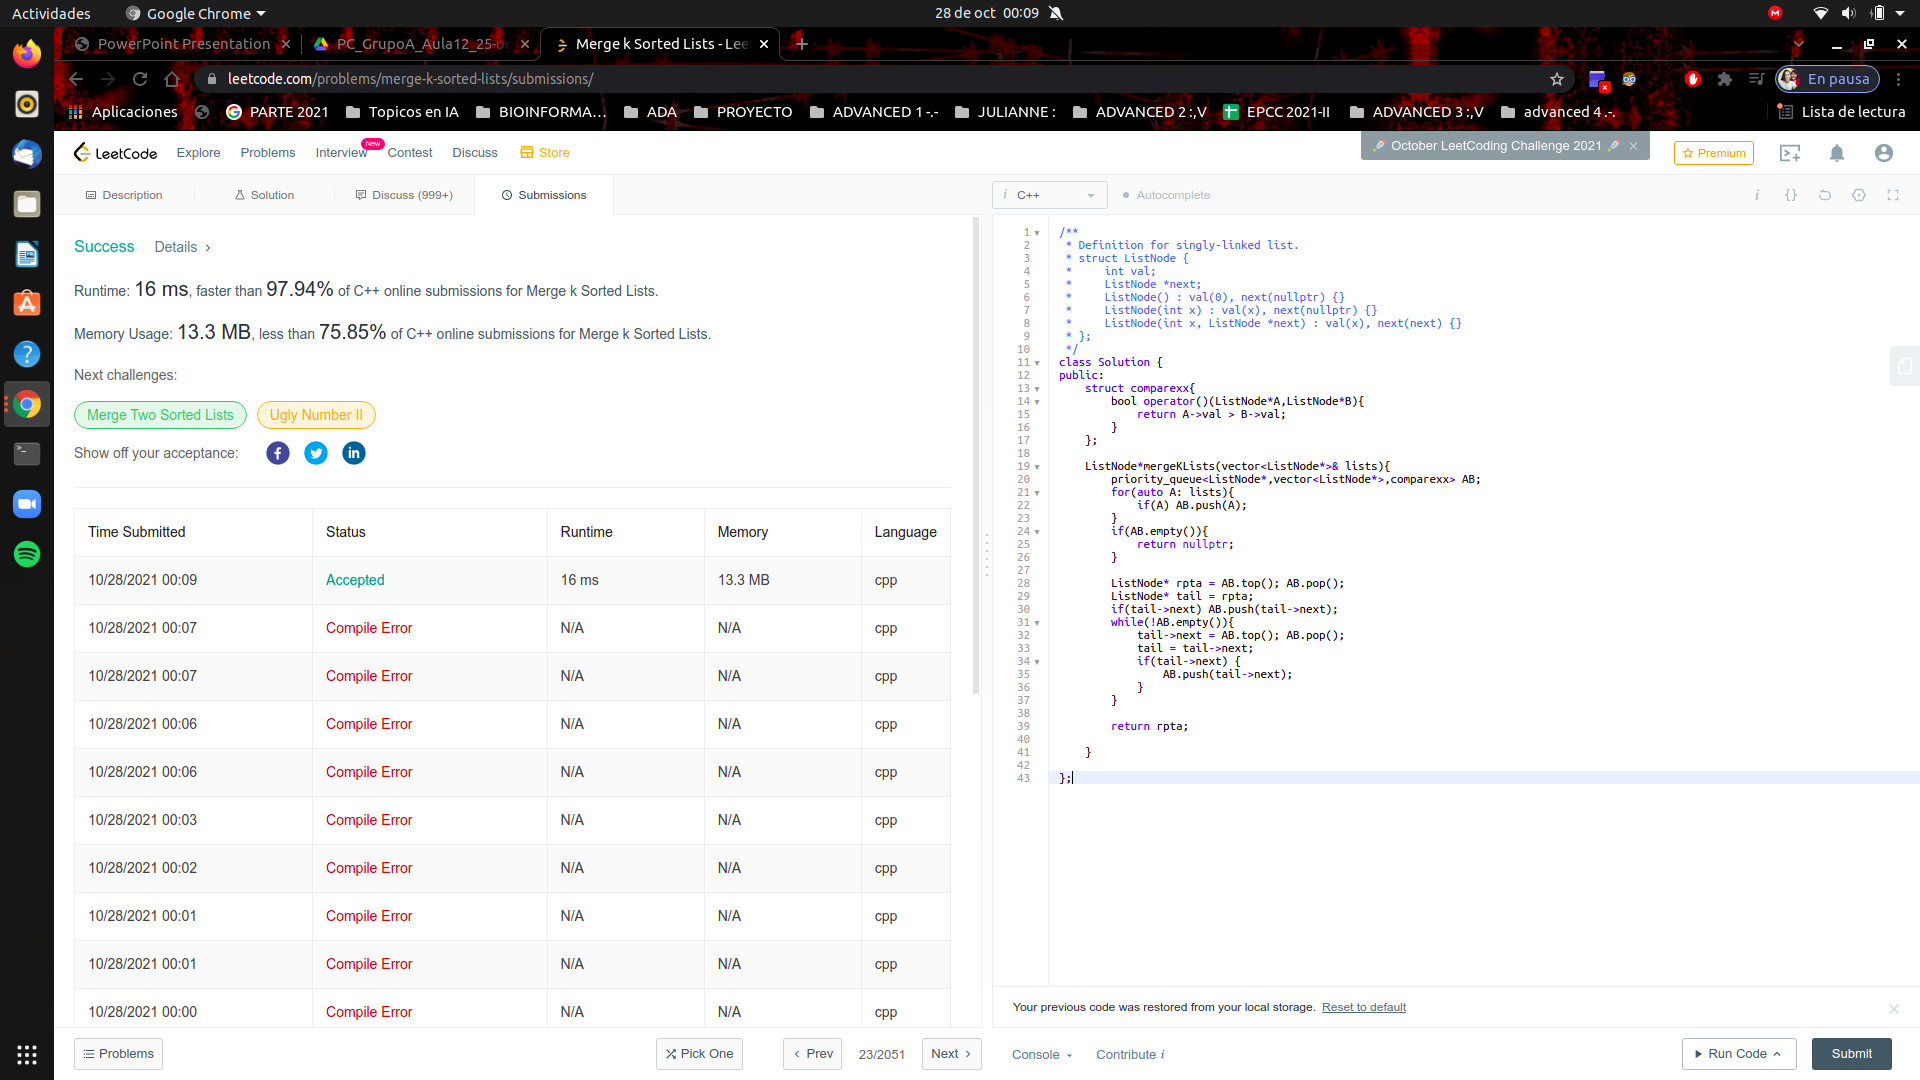 Actividades
Google Chrome
28 de oct 00:09
PowerPoint Presentation
PC_GrupoA_Aula12_25-o
Merge k Sorted Lists - Lee
leetcode.com/problems/merge-k-sorted-lists/submissions/
En pausa
Aplicaciones
PARTE 2021
Topicos en IA
BIOINFORMA…
ADA
PROYECTO
ADVANCED 1 -.-
JULIANNE :
ADVANCED 2 :,V
EPCC 2021-II
ADVANCED 3 :,V
advanced 4 .-.
Lista de lectura
LeetCode
Explore
Problems
Interview
New
Contest
Discuss
Store
October LeetCoding Challenge 2021
Premium
Description
Solution
Discuss (999+)
Submissions
i C++
Autocomplete
Success Details
Runtime: 16 ms, faster than 97.94% of C++ online submissions for Merge k Sorted Lists.
Memory Usage: 13.3 MB, less than 75.85% of C++ online submissions for Merge k Sorted Lists.
Next challenges:
Merge Two Sorted Lists
Ugly Number II
Show off your acceptance:
Time Submitted Status Runtime Memory Language
10/28/2021 00:09 Accepted 16 ms 13.3 MB cpp
10/28/2021 00:07 Compile Error N/A N/A cpp
10/28/2021 00:07 Compile Error N/A N/A cpp
10/28/2021 00:06 Compile Error N/A N/A cpp
10/28/2021 00:06 Compile Error N/A N/A cpp
10/28/2021 00:03 Compile Error N/A N/A cpp
10/28/2021 00:02 Compile Error N/A N/A cpp
10/28/2021 00:01 Compile Error N/A N/A cpp
10/28/2021 00:01 Compile Error N/A N/A cpp
10/28/2021 00:00 Compile Error N/A N/A cpp
1 /**
2 * Definition for singly-linked list.
3 * struct ListNode {
4 * int val;
5 * ListNode *next;
6 * ListNode() : val(0), next(nullptr) {}
7 * ListNode(int x) : val(x), next(nullptr) {}
8 * ListNode(int x, ListNode *next) : val(x), next(next) {}
9 * };
10 */
11 class Solution {
12 public:
13 struct comparexx{
14 bool operator()(ListNode*A,ListNode*B){
15 return A->val > B->val;
16 }
17 };
18
19 ListNode*mergeKLists(vector<ListNode*>& lists){
20 priority_queue<ListNode*,vector<ListNode*>,comparexx> AB;
21 for(auto A: lists){
22 if(A) AB.push(A);
23 }
24 if(AB.empty()){
25 return nullptr;
26 }
27
28 ListNode* rpta = AB.top(); AB.pop();
29 ListNode* tail = rpta;
30 if(tail->next) AB.push(tail->next);
31 while(!AB.empty()){
32 tail->next = AB.top(); AB.pop();
33 tail = tail->next;
34 if(tail->next) {
35 AB.push(tail->next);
36 }
37 }
38
39 return rpta;
40
41 }
42
43 };
Your previous code was restored from your local storage. Reset to default
Problems
Pick One
Prev
23/2051
Next
Console
Contribute i
Run Code
Submit